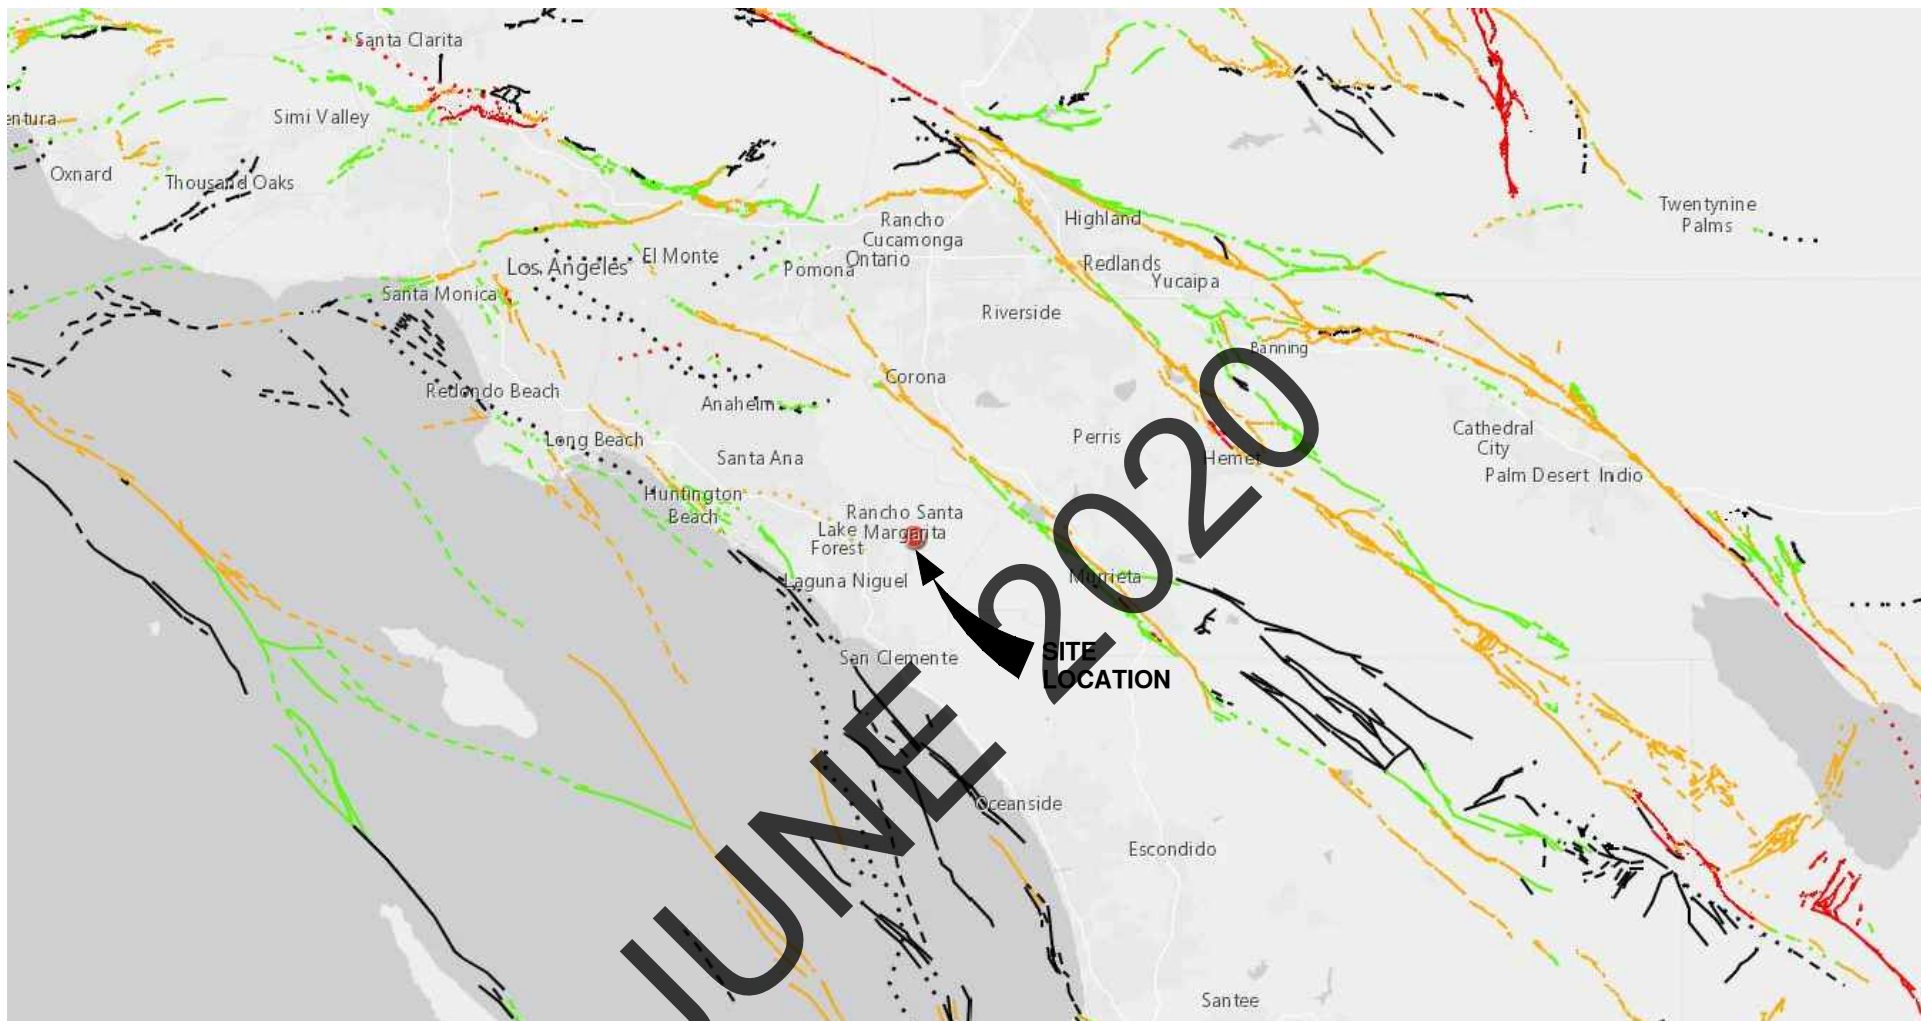 Santa Clarita
Simi Valley
entura
Oxnard
Thousand Oaks
Twentynine
Palms
Rancho
Cucamonga
Highland
Los Angeles
El Monte
Pomona
Ontario
Redlands
Yucaipa
Santa Monica
Riverside
Banning
Redondo Beach
Corona
Anaheim
Long Beach
Santa Ana
Perris
Hemet
Cathedral
City
Palm Desert
Indio
Huntington
Beach
Rancho Santa
Margarita
Lake
Forest
Laguna Niguel
Murrieta
San Clemente
SITE
LOCATION
Oceanside
Escondido
Santee
JUNE 2020